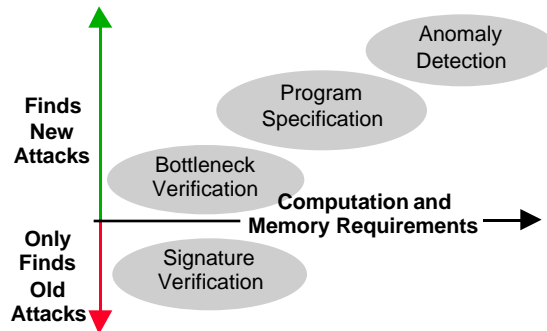 Anomaly
Detection
Program
Specification
Finds
New
Attacks
Bottleneck
Verification
Computation and
Memory Requirements
Only
Finds
Old
Attacks
Signature
Verification